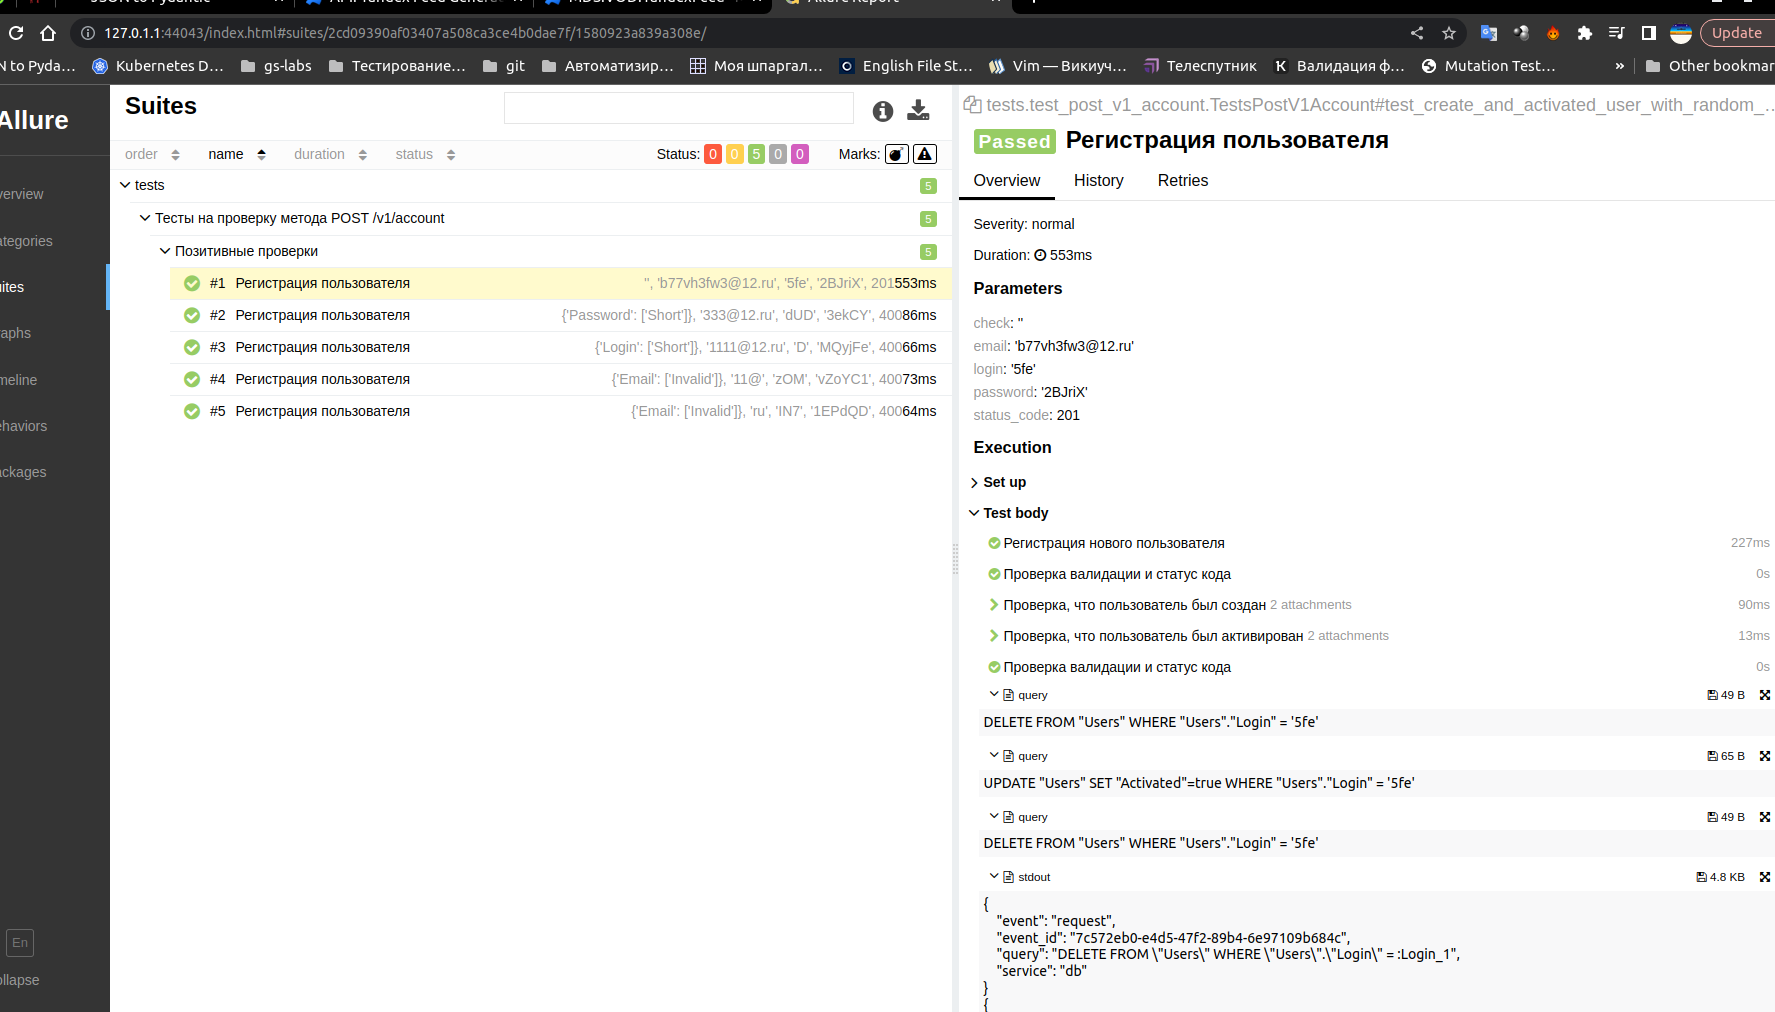 Allure Report
127.0.1.1:44043/index.html#suites/2cd09390af03407a508ca3ce4b0dae7f/1580923a839a308e/
Update
N to Pyda…
Kubernetes D…
gs-labs
Тестирование…
git
Автоматизир…
Моя шпаргал…
English File St…
Vim — Викиуч…
Телеспутник
Валидация ф…
Mutation Test…
»
Other bookmar
Allure
verview
ategories
ites
aphs
meline
ehaviors
ackages
En
ollapse
Suites
order
name
duration
status
Status: 0 0 5 0 0
Marks:
tests 5
Тесты на проверку метода POST /v1/account 5
Позитивные проверки 5
#1 Регистрация пользователя '', 'b77vh3fw3@12.ru', '5fe', '2BJriX', 201 553ms
#2 Регистрация пользователя {'Password': ['Short']}, '333@12.ru', 'dUD', '3ekCY', 400 86ms
#3 Регистрация пользователя {'Login': ['Short']}, '1111@12.ru', 'D', 'MQyjFe', 400 66ms
#4 Регистрация пользователя {'Email': ['Invalid']}, '11@', 'zOM', 'vZoYC1', 400 73ms
#5 Регистрация пользователя {'Email': ['Invalid']}, 'ru', 'IN7', '1EPdQD', 400 64ms
tests.test_post_v1_account.TestsPostV1Account#test_create_and_activated_user_with_random_…
Passed Регистрация пользователя
Overview
History
Retries
Severity: normal
Duration: 553ms
Parameters
check: ''
email: 'b77vh3fw3@12.ru'
login: '5fe'
password: '2BJriX'
status_code: 201
Execution
Set up
Test body
Регистрация нового пользователя 227ms
Проверка валидации и статус кода 0s
Проверка, что пользователь был создан 2 attachments 90ms
Проверка, что пользователь был активирован 2 attachments 13ms
Проверка валидации и статус кода 0s
query 49 B
DELETE FROM "Users" WHERE "Users"."Login" = '5fe'
query 65 B
UPDATE "Users" SET "Activated"=true WHERE "Users"."Login" = '5fe'
query 49 B
DELETE FROM "Users" WHERE "Users"."Login" = '5fe'
stdout 4.8 KB
{
"event": "request",
"event_id": "7c572eb0-e4d5-47f2-89b4-6e97109b684c",
"query": "DELETE FROM \"Users\" WHERE \"Users\".\"Login\" = :Login_1",
"service": "db"
}
{